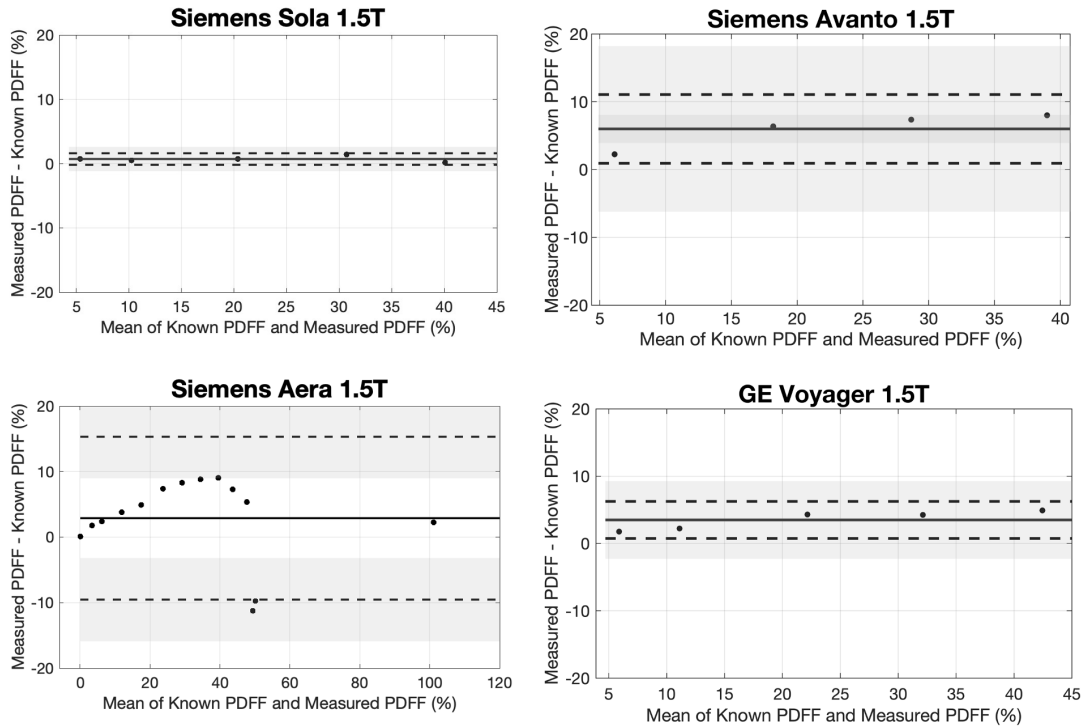 Siemens Sola 1.5T
Measured PDFF - Known PDFF (%)
20
10
0
-10
-20
5 10 15 20 25 30 35 40 45
Mean of Known PDFF and Measured PDFF (%)
Siemens Avanto 1.5T
Measured PDFF - Known PDFF (%)
20
10
0
-10
-20
5 10 15 20 25 30 35 40
Mean of Known PDFF and Measured PDFF (%)
Siemens Aera 1.5T
Measured PDFF - Known PDFF (%)
20
10
0
-10
-20
0 20 40 60 80 100 120
Mean of Known PDFF and Measured PDFF (%)
GE Voyager 1.5T
Measured PDFF - Known PDFF (%)
20
10
0
-10
-20
5 10 15 20 25 30 35 40 45
Mean of Known PDFF and Measured PDFF (%)